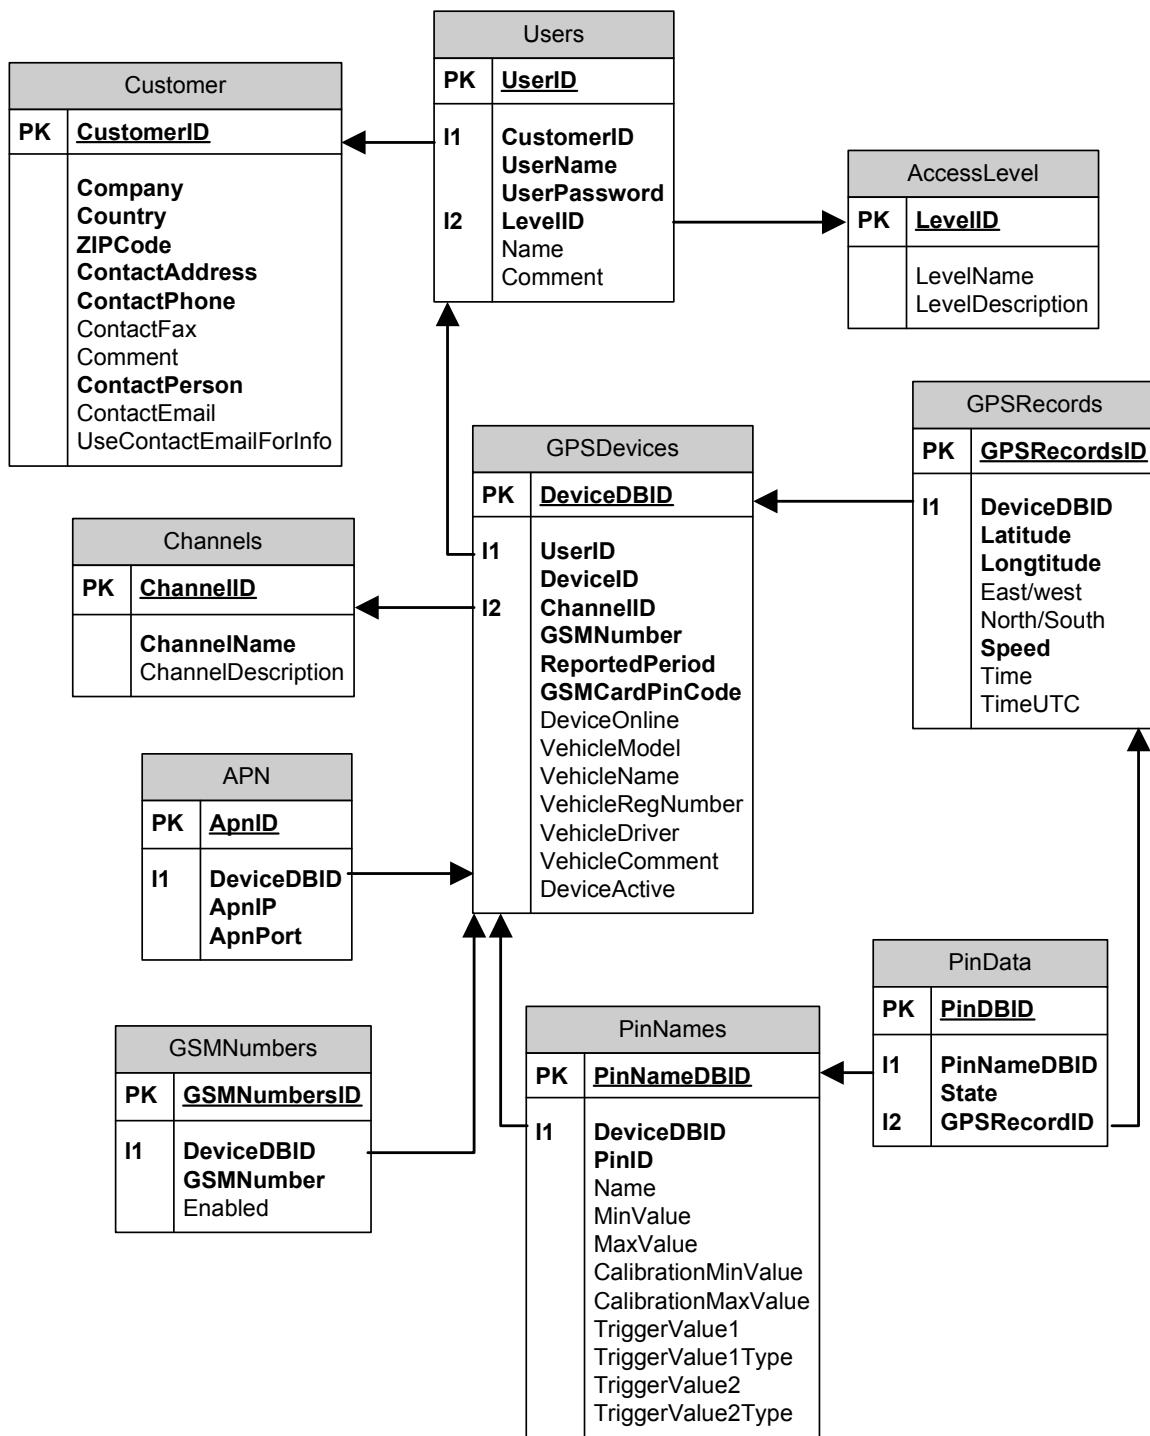 Users
PK UserID
I1 CustomerID
UserName
UserPassword
I2 LevelID
Name
Comment
Customer
PK CustomerID
Company
Country
ZIPCode
ContactAddress
ContactPhone
ContactFax
Comment
ContactPerson
ContactEmail
UseContactEmailForInfo
AccessLevel
PK LevelID
LevelName
LevelDescription
GPSRecords
PK GPSRecordsID
I1 DeviceDBID
Latitude
Longtitude
East/west
North/South
Speed
Time
TimeUTC
GPSDevices
PK DeviceDBID
I1 UserID
DeviceID
I2 ChannelID
GSMNumber
ReportedPeriod
GSMCardPinCode
DeviceOnline
VehicleModel
VehicleName
VehicleRegNumber
VehicleDriver
VehicleComment
DeviceActive
Channels
PK ChannelID
ChannelName
ChannelDescription
APN
PK ApnID
I1 DeviceDBID
ApnIP
ApnPort
PinData
PK PinDBID
I1 PinNameDBID
State
I2 GPSRecordID
GSMNumbers
PK GSMNumbersID
I1 DeviceDBID
GSMNumber
Enabled
PinNames
PK PinNameDBID
I1 DeviceDBID
PinID
Name
MinValue
MaxValue
CalibrationMinValue
CalibrationMaxValue
TriggerValue1
TriggerValue1Type
TriggerValue2
TriggerValue2Type